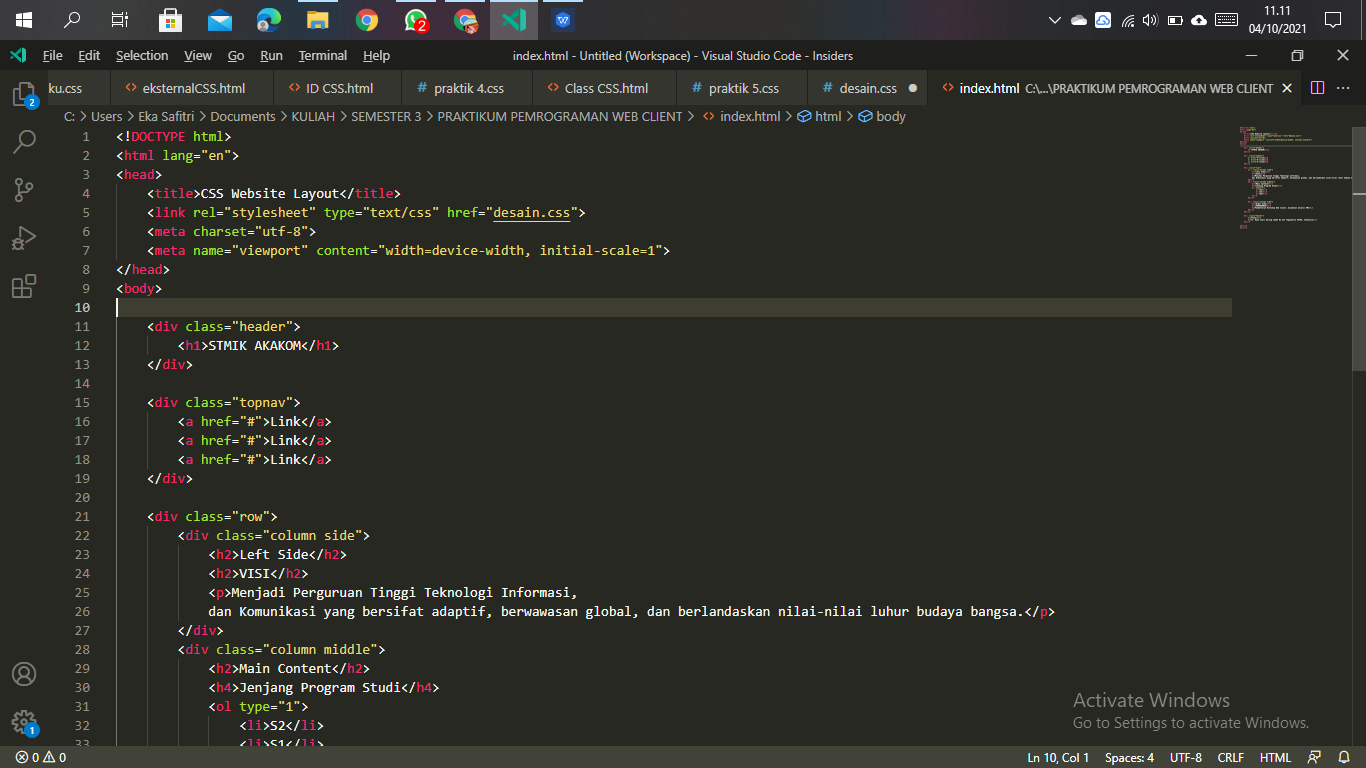 2
11.11
04/10/2021
File Edit Selection View Go Run Terminal Help
index.html - Untitled (Workspace) - Visual Studio Code - Insiders
ku.css
eksternalCSS.html
ID CSS.html
praktik 4.css
Class CSS.html
praktik 5.css
desain.css
index.html C:\...\PRAKTIKUM PEMROGRAMAN WEB CLIENT
2
C: > Users > Eka Safitri > Documents > KULIAH > SEMESTER 3 > PRAKTIKUM PEMROGRAMAN WEB CLIENT > index.html > html > body
1 <!DOCTYPE html>
2 <html lang="en">
3 <head>
4 <title>CSS Website Layout</title>
5 <link rel="stylesheet" type="text/css" href="desain.css">
6 <meta charset="utf-8">
7 <meta name="viewport" content="width=device-width, initial-scale=1">
8 </head>
9 <body>
10
11 <div class="header">
12 <h1>STMIK AKAKOM</h1>
13 </div>
14
15 <div class="topnav">
16 <a href="#">Link</a>
17 <a href="#">Link</a>
18 <a href="#">Link</a>
19 </div>
20
21 <div class="row">
22 <div class="column side">
23 <h2>Left Side</h2>
24 <h2>VISI</h2>
25 <p>Menjadi Perguruan Tinggi Teknologi Informasi,
26 dan Komunikasi yang bersifat adaptif, berwawasan global, dan berlandaskan nilai-nilai luhur budaya bangsa.</p>
27 </div>
28 <div class="column middle">
29 <h2>Main Content</h2>
30 <h4>Jenjang Program Studi</h4>
31 <ol type="1">
32 <li>S2</li>
33 <li>S1</li>
Activate Windows
Go to Settings to activate Windows.
1
0 0
Ln 10, Col 1 Spaces: 4 UTF-8 CRLF HTML